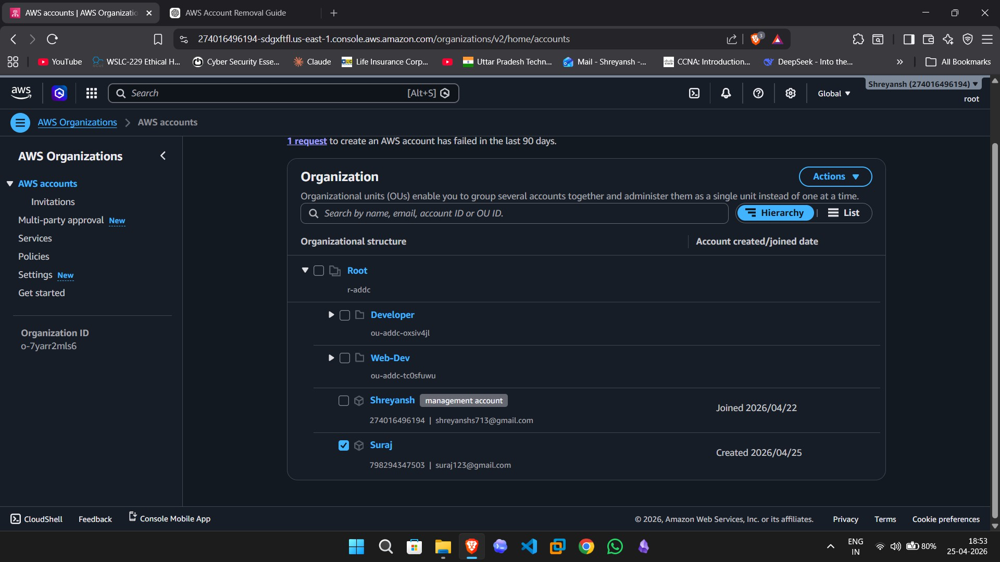 AWS accounts | AWS Organizatio
AWS Account Removal Guide
274016496194-sdgxftfl.us-east-1.console.aws.amazon.com/organizations/v2/home/accounts
3
YouTube
WSLC-229 Ethical H...
Cyber Security Esse...
Claude
Life Insurance Corp...
Uttar Pradesh Techn...
Mail - Shreyansh -...
CCNA: Introduction...
DeepSeek - Into the...
All Bookmarks
aws
Search
[Alt+S]
Global
Shreyansh (274016496194)
root
AWS Organizations
AWS accounts
AWS Organizations
AWS accounts
Invitations
Multi-party approval New
Services
Policies
Settings New
Get started
Organization ID
o-7yarr2mls6
1 request to create an AWS account has failed in the last 90 days.
Organization
Actions
Organizational units (OUs) enable you to group several accounts together and administer them as a single unit instead of one at a time.
Search by name, email, account ID or OU ID.
Hierarchy
List
Organizational structure
Account created/joined date
Root
r-addc
Developer
ou-addc-oxsiv4jl
Web-Dev
ou-addc-tc0sfuwu
Shreyansh management account
Joined 2026/04/22
274016496194 | shreyanshs713@gmail.com
Suraj
Created 2026/04/25
798294347503 | suraj123@gmail.com
CloudShell
Feedback
Console Mobile App
© 2026, Amazon Web Services, Inc. or its affiliates.
Privacy
Terms
Cookie preferences
ENG
IN
80%
18:53
25-04-2026